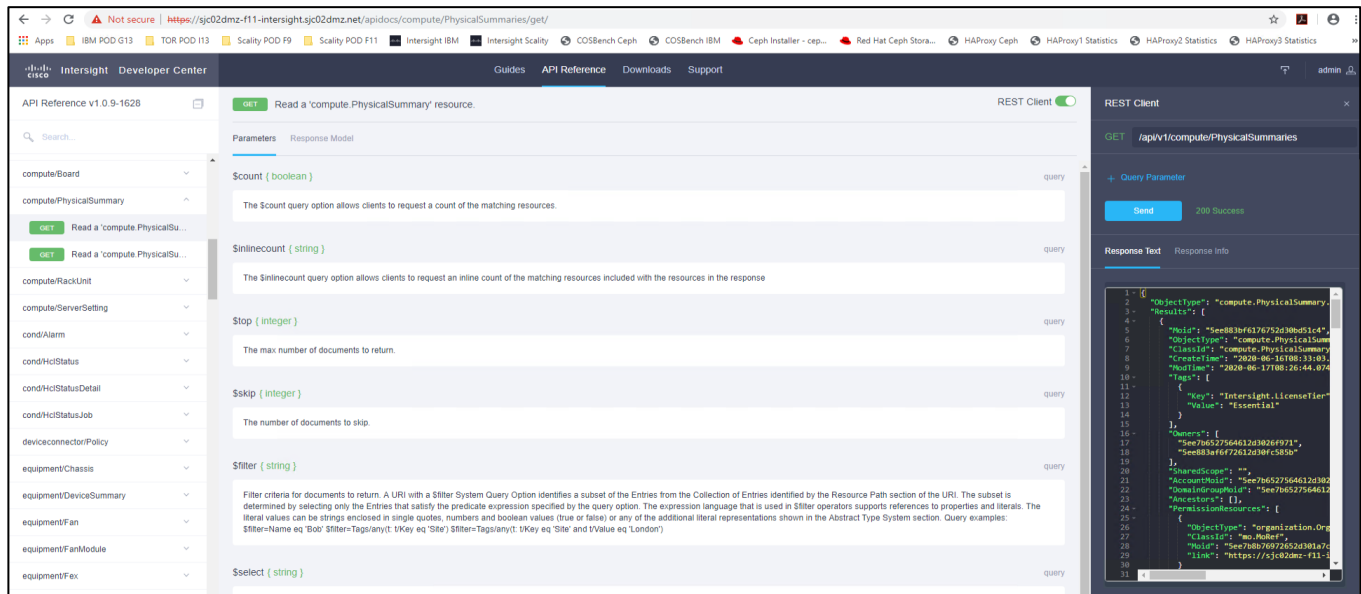 Not secure | https://sjc02dmz-f11-intersight.sjc02dmz.net/apidocs/compute/PhysicalSummaries/get/
Apps IBM POD G13 TOR POD I13 Scality POD F9 Scality POD F11 Intersight IBM Intersight Scality COSBench Ceph COSBench IBM Ceph Installer - cep... Red Hat Ceph Stora... HAProxy Ceph HAProxy1 Statistics HAProxy2 Statistics HAProxy3 Statistics »
CISCO Intersight Developer Center
Guides API Reference Downloads Support
admin
API Reference v1.0.9-1628
Search...
compute/Board
compute/PhysicalSummary
GET Read a 'compute.PhysicalSu...
GET Read a 'compute.PhysicalSu...
compute/RackUnit
compute/ServerSetting
cond/Alarm
cond/HclStatus
cond/HclStatusDetail
cond/HclStatusJob
deviceconnector/Policy
equipment/Chassis
equipment/DeviceSummary
equipment/Fan
equipment/FanModule
equipment/Fex
GET Read a 'compute.PhysicalSummary' resource.
REST Client
Parameters Response Model
$count { boolean } query
The $count query option allows clients to request a count of the matching resources.
$inlinecount { string } query
The $inlinecount query option allows clients to request an inline count of the matching resources included with the resources in the response
$top { integer } query
The max number of documents to return.
$skip { integer } query
The number of documents to skip.
$filter { string } query
Filter criteria for documents to return. A URI with a $filter System Query Option identifies a subset of the Entries from the Collection of Entries identified by the Resource Path section of the URI. The subset is
determined by selecting only the Entries that satisfy the predicate expression specified by the query option. The expression language that is used in $filter operators supports references to properties and literals. The
literal values can be strings enclosed in single quotes, numbers and boolean values (true or false) or any of the additional literal representations shown in the Abstract Type System section. Query examples:
$filter=Name eq 'Bob' $filter=Tags/any(t: t/Key eq 'Site') $filter=Tags/any(t: t/Key eq 'Site' and t/Value eq 'London')
$select { string } query
REST Client ×
GET /api/v1/compute/PhysicalSummaries
+ Query Parameter
Send 200 Success
Response Text Response Info
1 {
2 "ObjectType": "compute.PhysicalSummary.
3 "Results": [
4 {
5 "Moid": "5ee883bf6176752d30bd51c4",
6 "ObjectType": "compute.PhysicalSumm
7 "ClassId": "compute.PhysicalSummary
8 "CreateTime": "2020-06-16T08:33:03.
9 "ModTime": "2020-06-17T08:26:44.074
10 "Tags": [
11 {
12 "Key": "Intersight.LicenseTier"
13 "Value": "Essential"
14 }
15 ],
16 "Owners": [
17 "5ee7b6527564612d3026f971",
18 "5ee883af6f72612d30fc585b"
19 ],
20 "SharedScope": "",
21 "AccountMoid": "5ee7b6527564612d302
22 "DomainGroupMoid": "5ee7b6527564612
23 "Ancestors": [],
24 "PermissionResources": [
25 {
26 "ObjectType": "organization.Org
27 "ClassId": "mo.MoRef",
28 "Moid": "5ee7b8b76972652d301a7c
29 "link": "https://sjc02dmz-f11-i
30 }
31